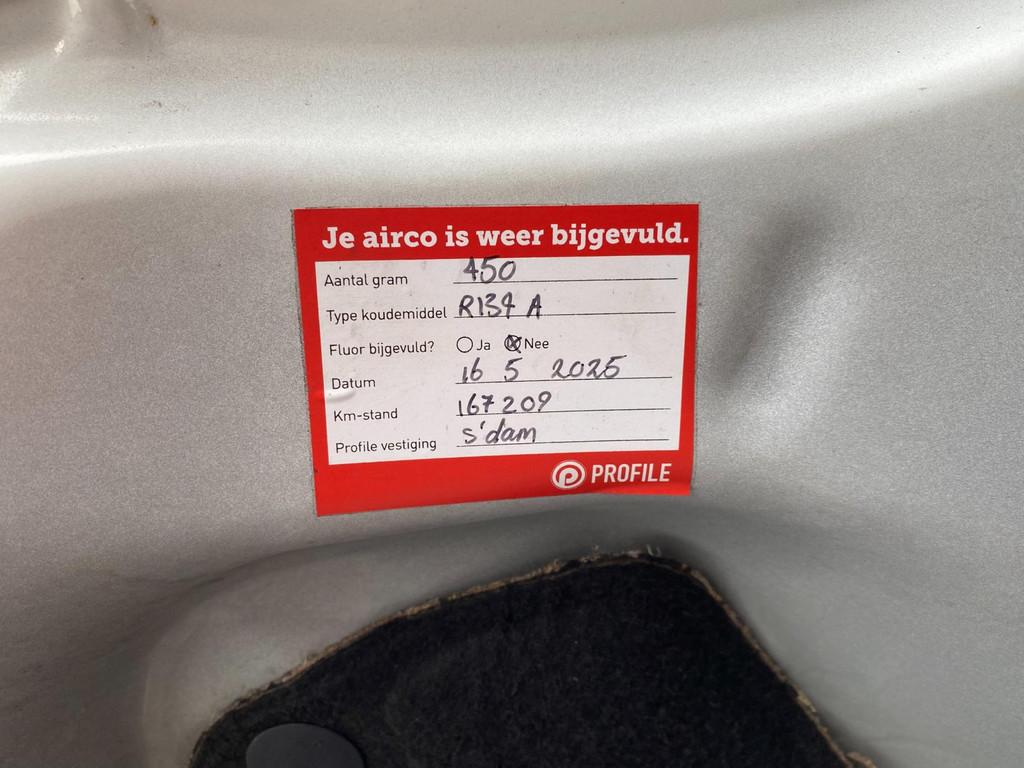 Je airco is weer bijgevuld.
Aantal gram 450
Type koudemiddel R134 A
Fluor bijgevuld? Ja Nee
Datum 16 5 2025
Km-stand 167209
Profile vestiging s'dam
PROFILE